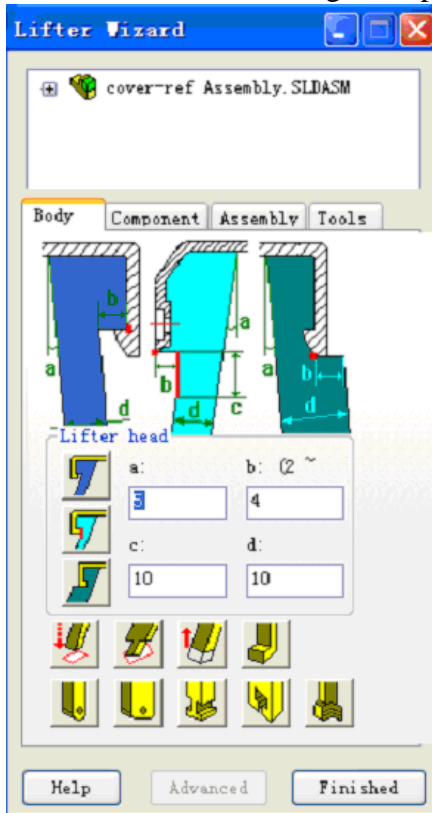 Lifter Wizard
cover-ref Assembly.SLDASM
Body Component Assembly Tools
b
a
d
a
b
d
c
a
b
d
Lifter head
a: b: (2 ~
4
c: d:
10 10
Help Advanced Finished